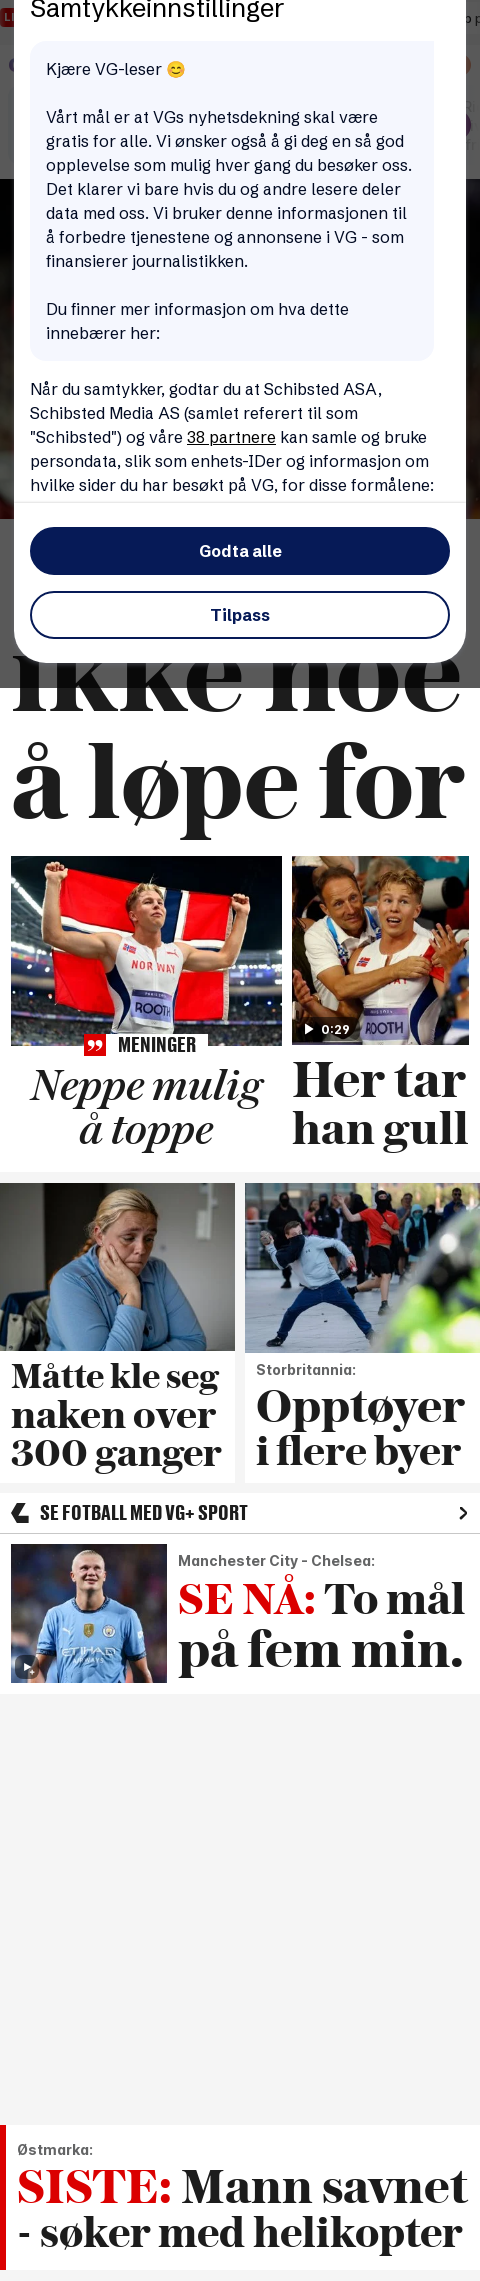 Samtykkeinnstillinger
Kjære VG-leser 😊
Vårt mål er at VGs nyhetsdekning skal være
gratis for alle. Vi ønsker også å gi deg en så god
opplevelse som mulig hver gang du besøker oss.
Det klarer vi bare hvis du og andre lesere deler
data med oss. Vi bruker denne informasjonen til
å forbedre tjenestene og annonsene i VG - som
finansierer journalistikken.
Du finner mer informasjon om hva dette
innebærer her:
Når du samtykker, godtar du at Schibsted ASA,
Schibsted Media AS (samlet referert til som
"Schibsted") og våre 38 partnere kan samle og bruke
persondata, slik som enhets-IDer og informasjon om
hvilke sider du har besøkt på VG, for disse formålene:
Godta alle
Tilpass
ikke noe
å løpe for
NORWAY
ROOTH
0:29
MENINGER
Neppe mulig
å toppe
Her tar
han gull
Måtte kle seg
naken over
300 ganger
Storbritannia:
Opptøyer
i flere byer
SE FOTBALL MED VG+ SPORT
ETIHAD
AIRWAYS
Manchester City - Chelsea:
SE NÅ: To mål
på fem min.
Østmarka:
SISTE: Mann savnet
- søker med helikopter